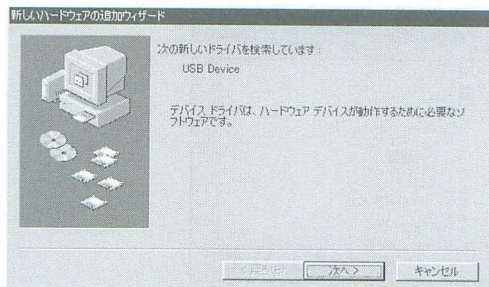 新しいハードウェアの追加ウィザード
次の新しいドライバを検索しています:
USB Device
デバイス ドライバは、ハードウェア デバイスが動作するために必要なソ
フトウェアです。
< 戻る(B)
次へ >
キャンセル